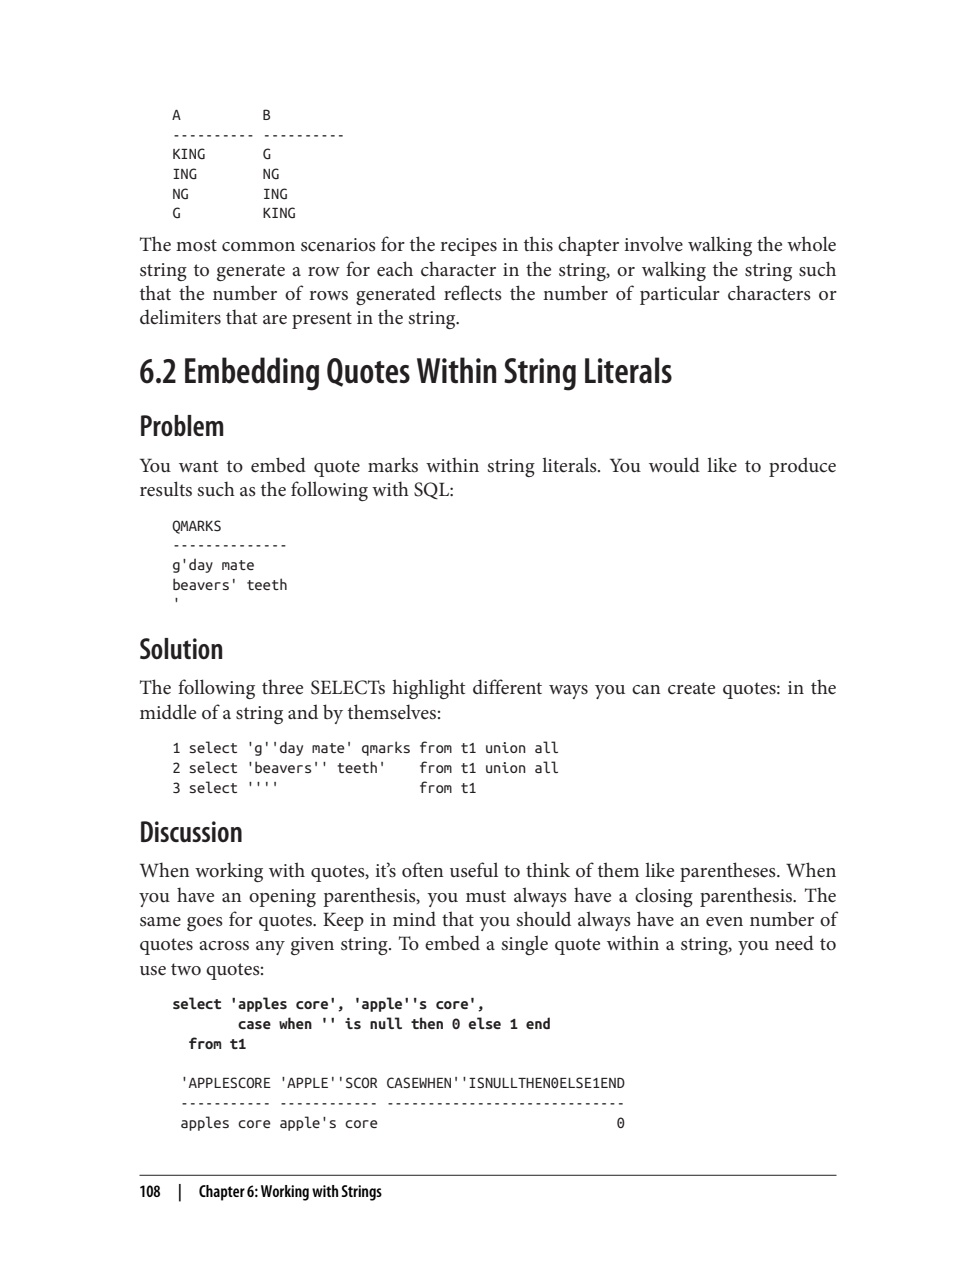 A          B
---------- ----------
KING       G
ING        NG
NG         ING
G          KING
The most common scenarios for the recipes in this chapter involve walking the whole
string to generate a row for each character in the string, or walking the string such
that the number of rows generated reflects the number of particular characters or
delimiters that are present in the string.
6.2 Embedding Quotes Within String Literals
Problem
You want to embed quote marks within string literals. You would like to produce
results such as the following with SQL:
QMARKS
--------------
g'day mate
beavers' teeth
'
Solution
The following three SELECTs highlight different ways you can create quotes: in the
middle of a string and by themselves:
1 select 'g''day mate' qmarks from t1 union all
2 select 'beavers'' teeth'    from t1 union all
3 select ''''                 from t1
Discussion
When working with quotes, it’s often useful to think of them like parentheses. When
you have an opening parenthesis, you must always have a closing parenthesis. The
same goes for quotes. Keep in mind that you should always have an even number of
quotes across any given string. To embed a single quote within a string, you need to
use two quotes:
select 'apples core', 'apple''s core',
        case when '' is null then 0 else 1 end
  from t1
'APPLESCORE 'APPLE''SCOR CASEWHEN''ISNULLTHEN0ELSE1END
----------- ------------ -----------------------------
apples core apple's core                             0
108 | Chapter 6: Working with Strings